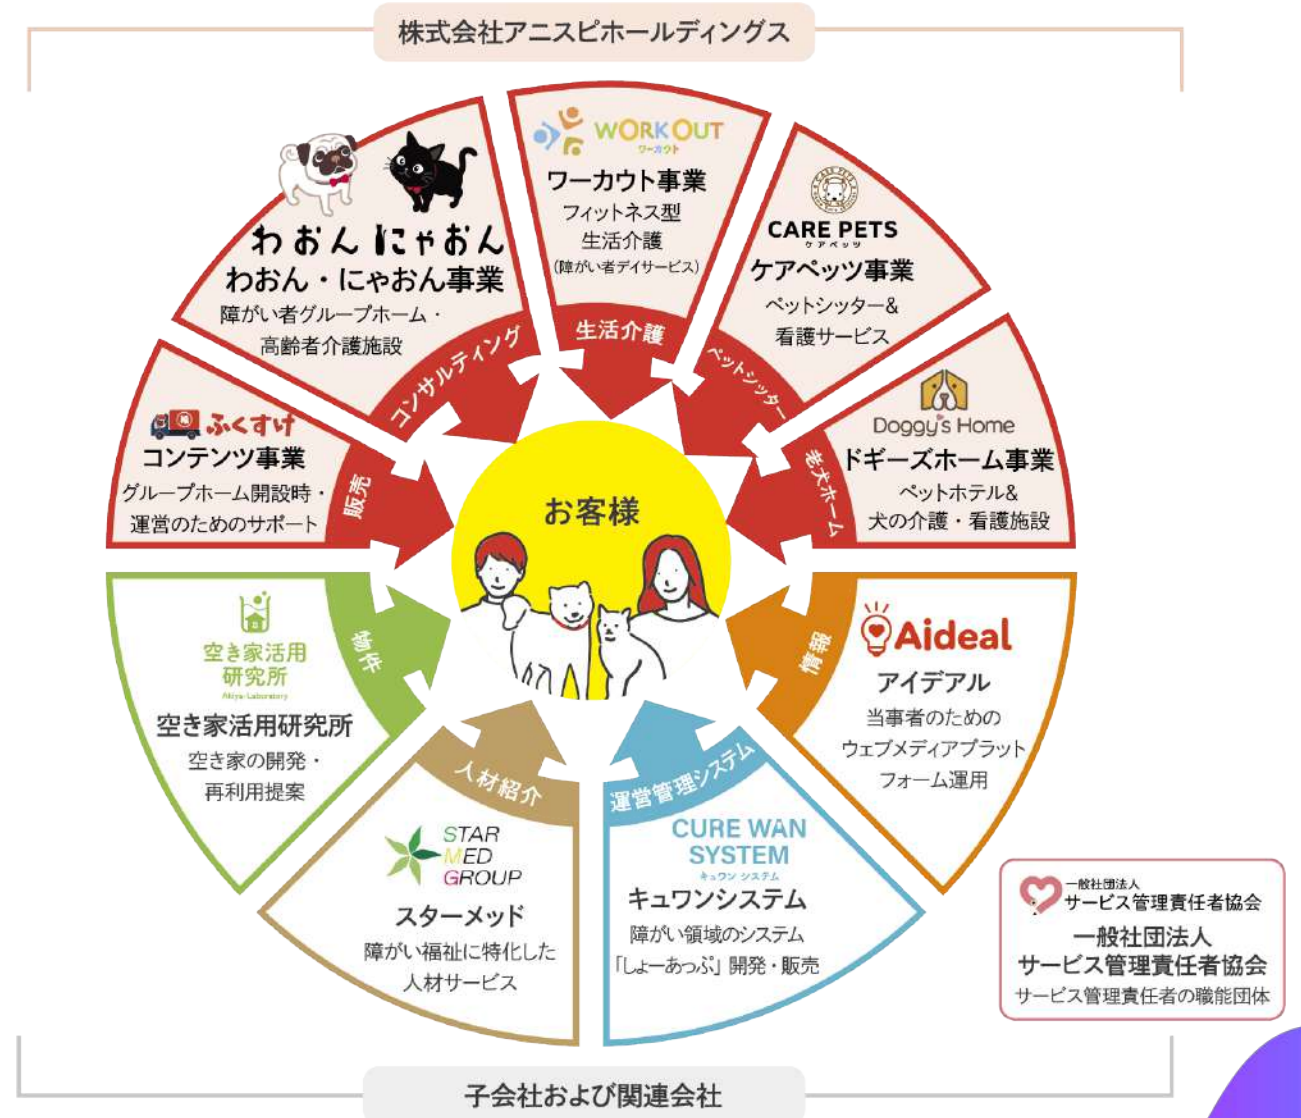 株式会社アニスピホールディングス
わおん にゃおん
わおん・にゃおん事業
障がい者グループホーム・
高齢者介護施設
コンサルティング
WORKOUT
ワーカウト
ワーカウト事業
フィットネス型
生活介護
(障がい者デイサービス)
生活介護
CARE PETS
CARE PETS
ケアペッツ
ケアペッツ事業
ペットシッター&
看護サービス
ペットシッター
Doggy's Home
ドギーズホーム事業
ペットホテル&
犬の介護・看護施設
老犬ホーム
ふくすけ
コンテンツ事業
グループホーム開設時・
運営のためのサポート
販売
お客様
空き家活用
研究所
Akiya-Laboratory
空き家活用研究所
空き家の開発・
再利用提案
物件
STAR
MED
GROUP
スターメッド
障がい福祉に特化した
人材サービス
人材紹介
運営管理システム
CURE WAN
SYSTEM
キュワン システム
キュワンシステム
障がい領域のシステム
「しょーあっぷ」開発・販売
情報
Aideal
アイデアル
当事者のための
ウェブメディアプラット
フォーム運用
一般社団法人
サービス管理責任者協会
一般社団法人
サービス管理責任者協会
サービス管理責任者の職能団体
子会社および関連会社